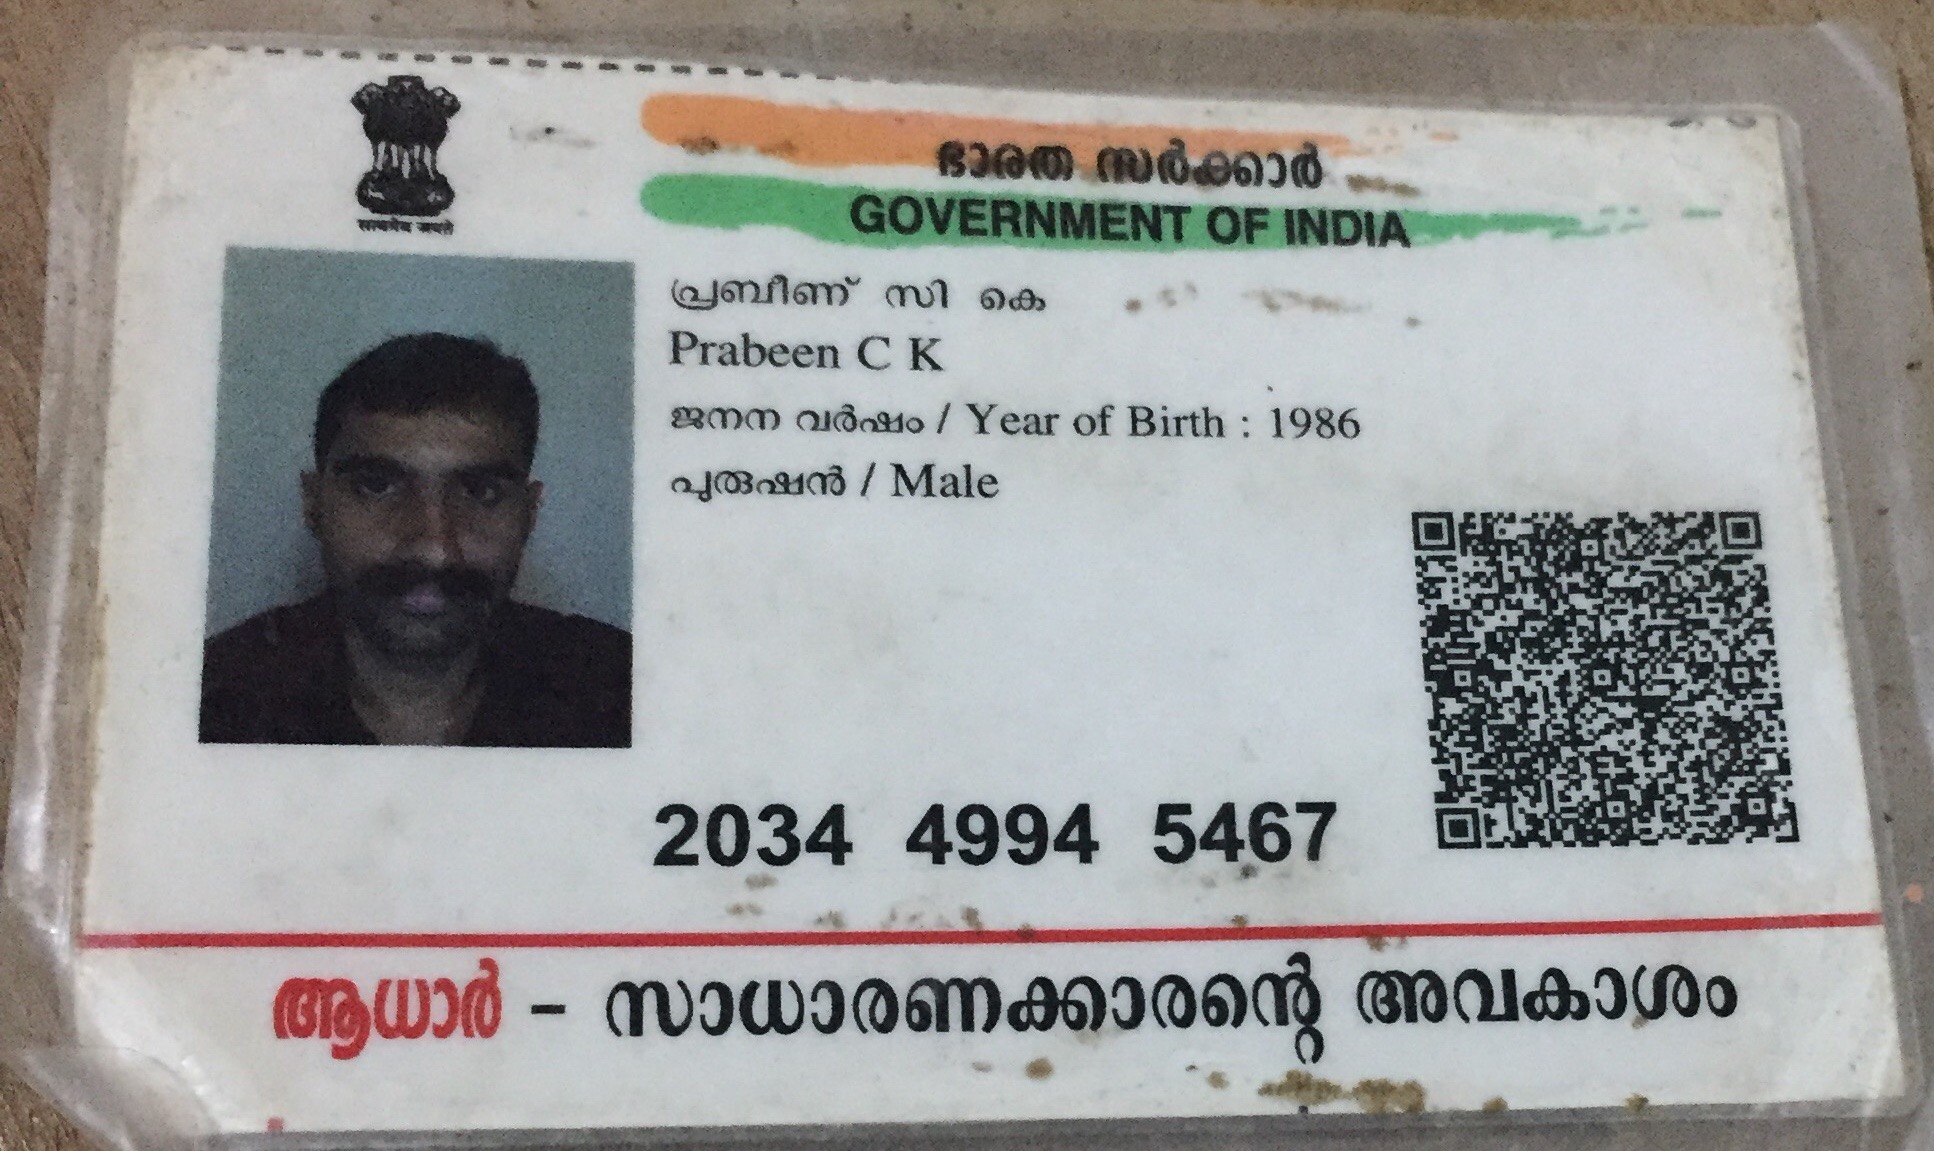 सत्यमेव जयते
ഭാരത സർക്കാർ
GOVERNMENT OF INDIA
പ്രബീണ് സി കെ
Prabeen C K
ജനന വർഷം / Year of Birth : 1986
പുരുഷൻ / Male
2034 4994 5467
ആധാർ – സാധാരണക്കാരന്റെ അവകാശം